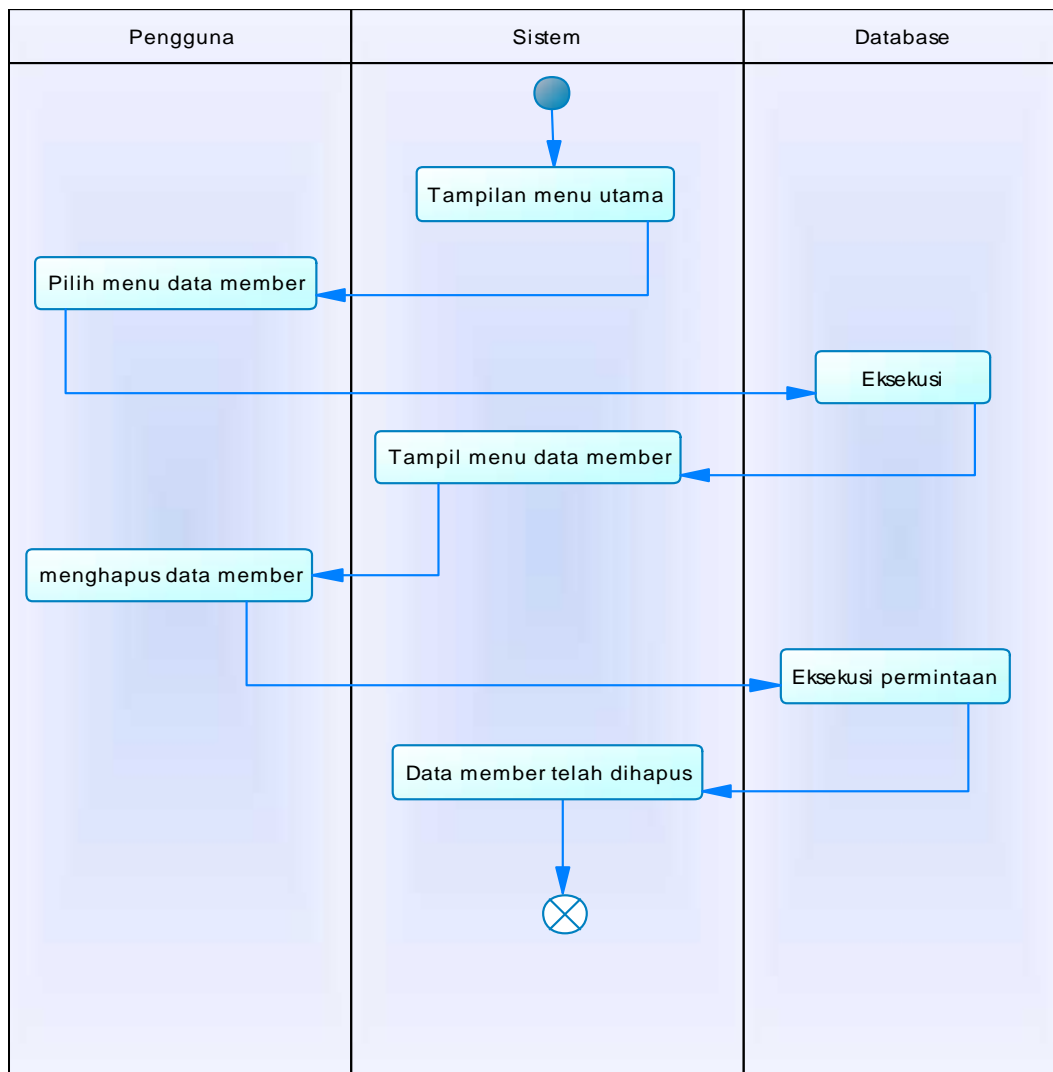 Pengguna
Sistem
Database
Tampilan menu utama
Pilih menu data member
Eksekusi
Tampil menu data member
menghapus data member
Eksekusi permintaan
Data member telah dihapus